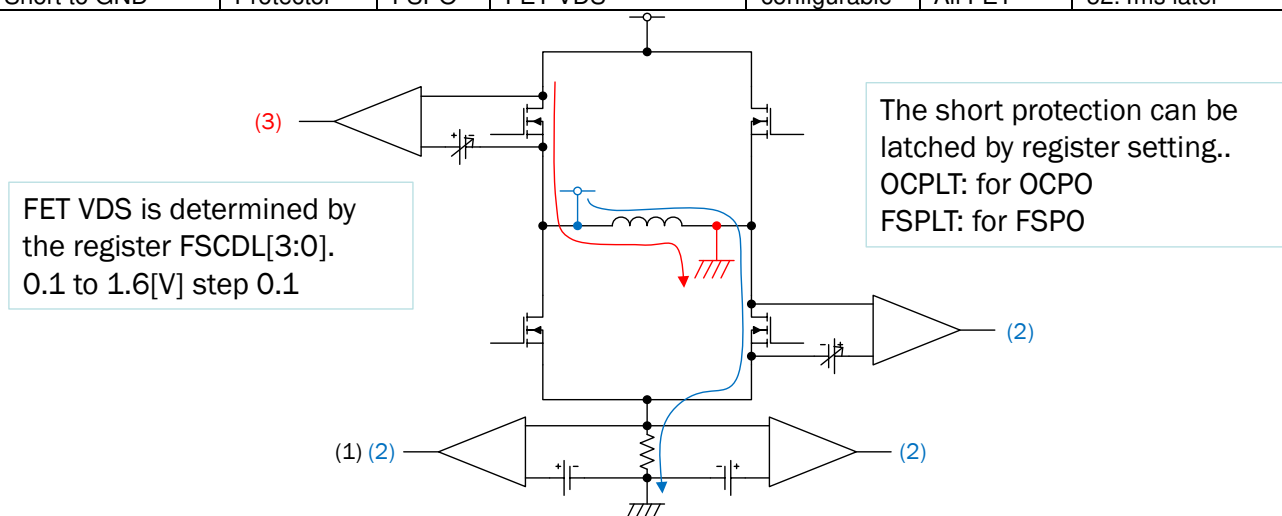 Short to GND Protector FSPO FET VDS configurable All FET
(3)
The short protection can be
latched by register setting..
OCPLT: for OCPO
FSPLT: for FSPO
FET VDS is determined by
the register FSCDL[3:0].
0.1 to 1.6[V] step 0.1
(2)
(1) (2)
(2)